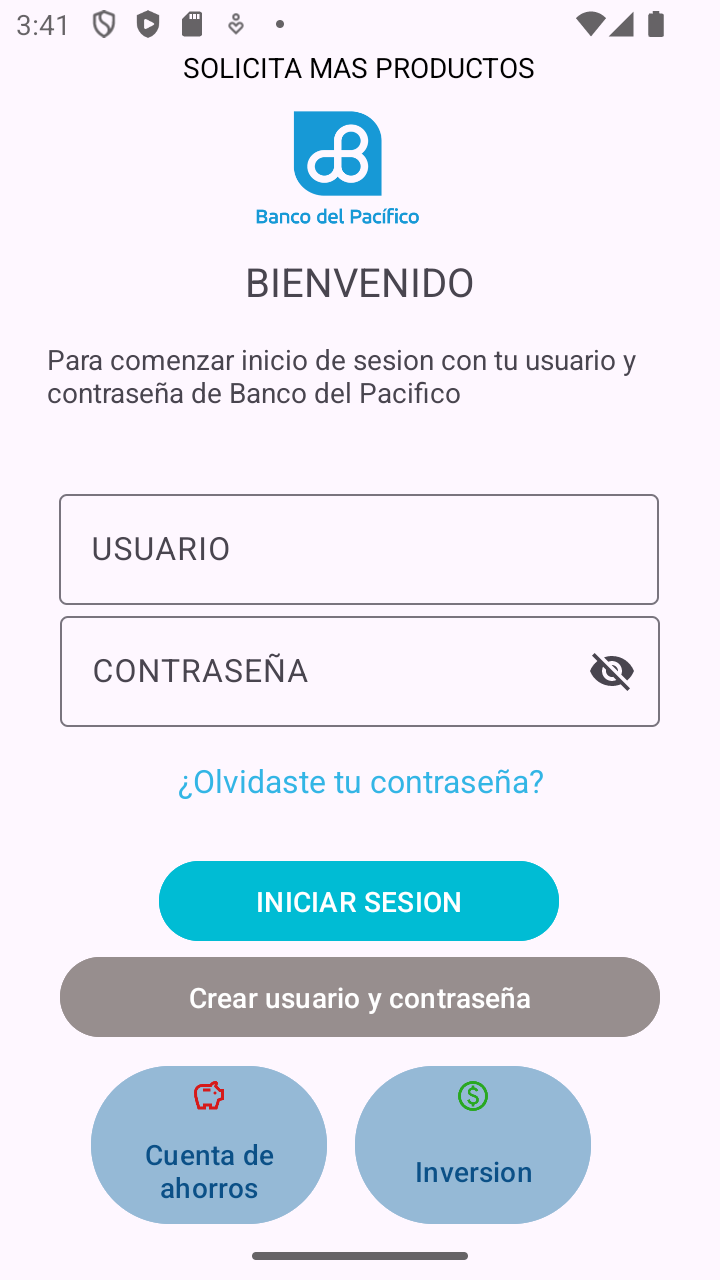 3:41
SOLICITA MAS PRODUCTOS
Banco del Pacífico
BIENVENIDO
Para comenzar inicio de sesion con tu usuario y
contraseña de Banco del Pacifico
USUARIO
CONTRASEÑA
¿Olvidaste tu contraseña?
INICIAR SESION
Crear usuario y contraseña
Cuenta de
ahorros
Inversion